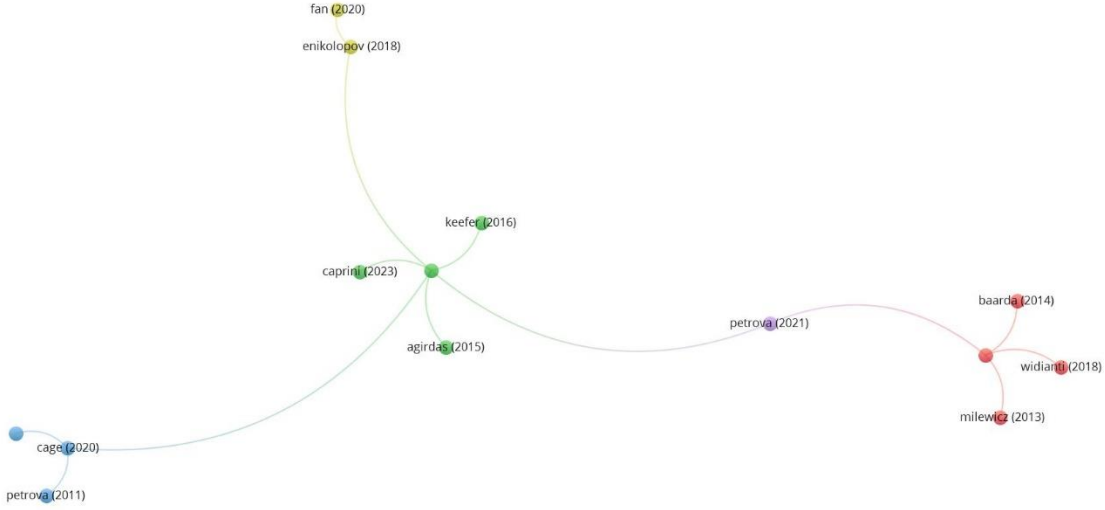 fan (2020)
enikolopov (2018)
keefer (2016)
caprini (2023)
baarda (2014)
petrova (2021)
agirdas (2015)
widianti (2018)
milewicz (2013)
cage (2020)
petrova (2011)